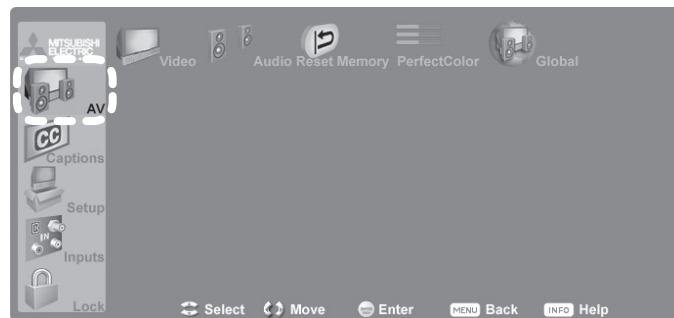 MITSUBISHI
ELECTRIC
Video
Audio Reset Memory
PerfectColor
Global
AV
CC
Captions
Setup
IN
Inputs
Lock
Select
Move
Enter
MENU Back
INFO Help